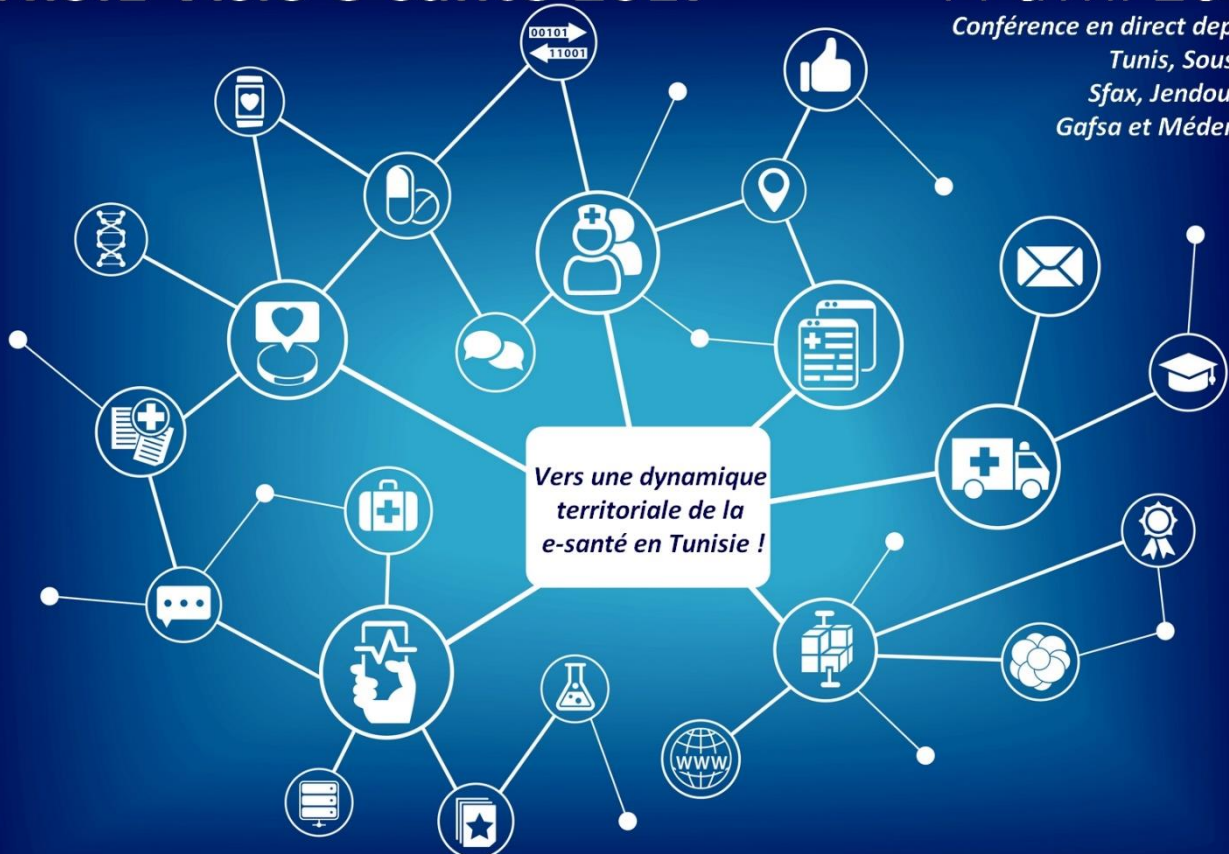 Conférence en direct dep
Tunis, Sous
Sfax, Jendou
Gafsa et Méden
00101
11001
Vers une dynamique
territoriale de la
e-santé en Tunisie !
www